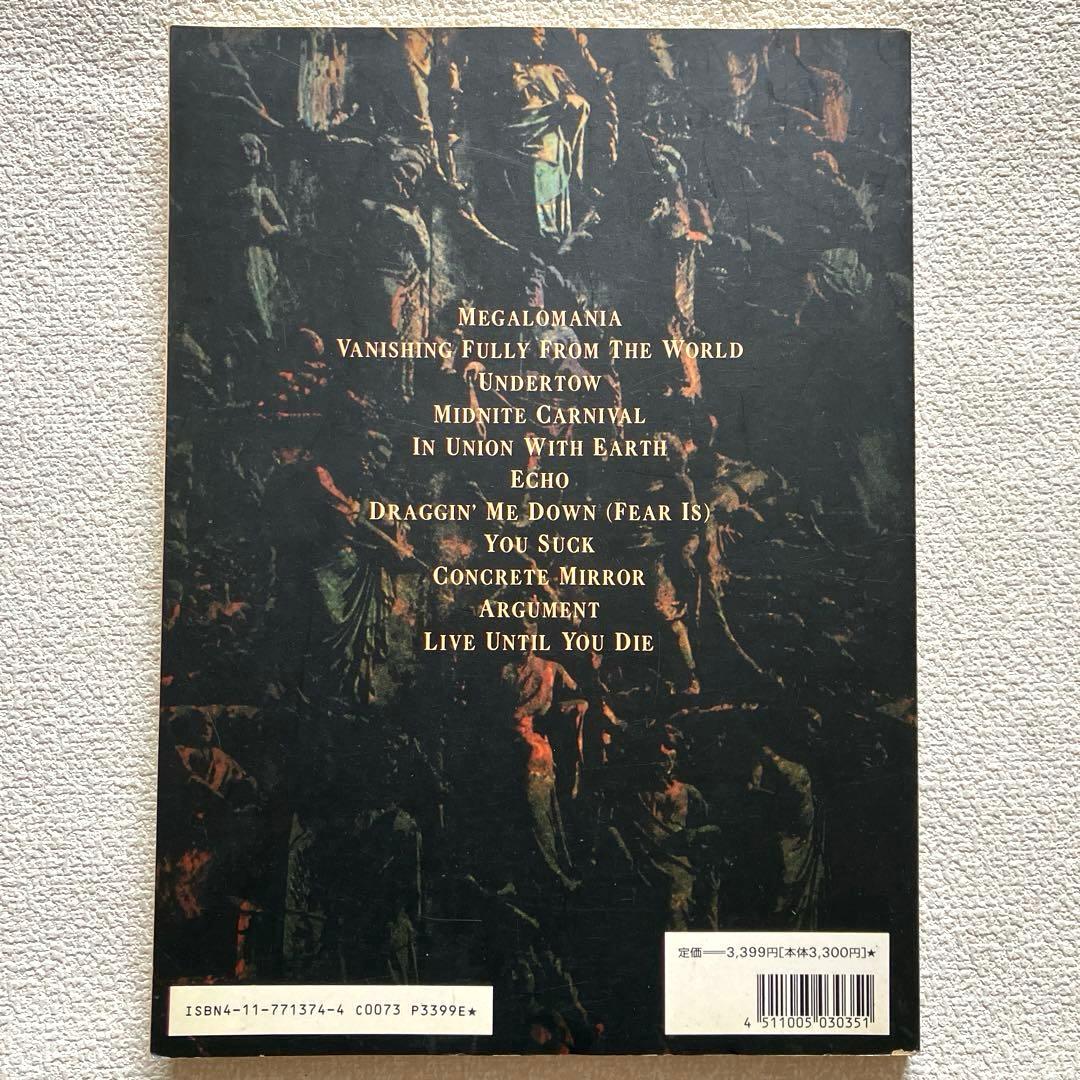 MEGALOMANIA
VANISHING FULLY FROM THE WORLD
UNDERTOW
MIDNITE CARNIVAL
IN UNION WITH EARTH
ECHO
DRAGGIN' ME DOWN (FEAR IS)
YOU SUCK
CONCRETE MIRROR
ARGUMENT
LIVE UNTIL YOU DIE
定価══3,399円[本体3,300円]★
4 511005 030351
ISBN4-11-771374-4 C0073 P3399E★